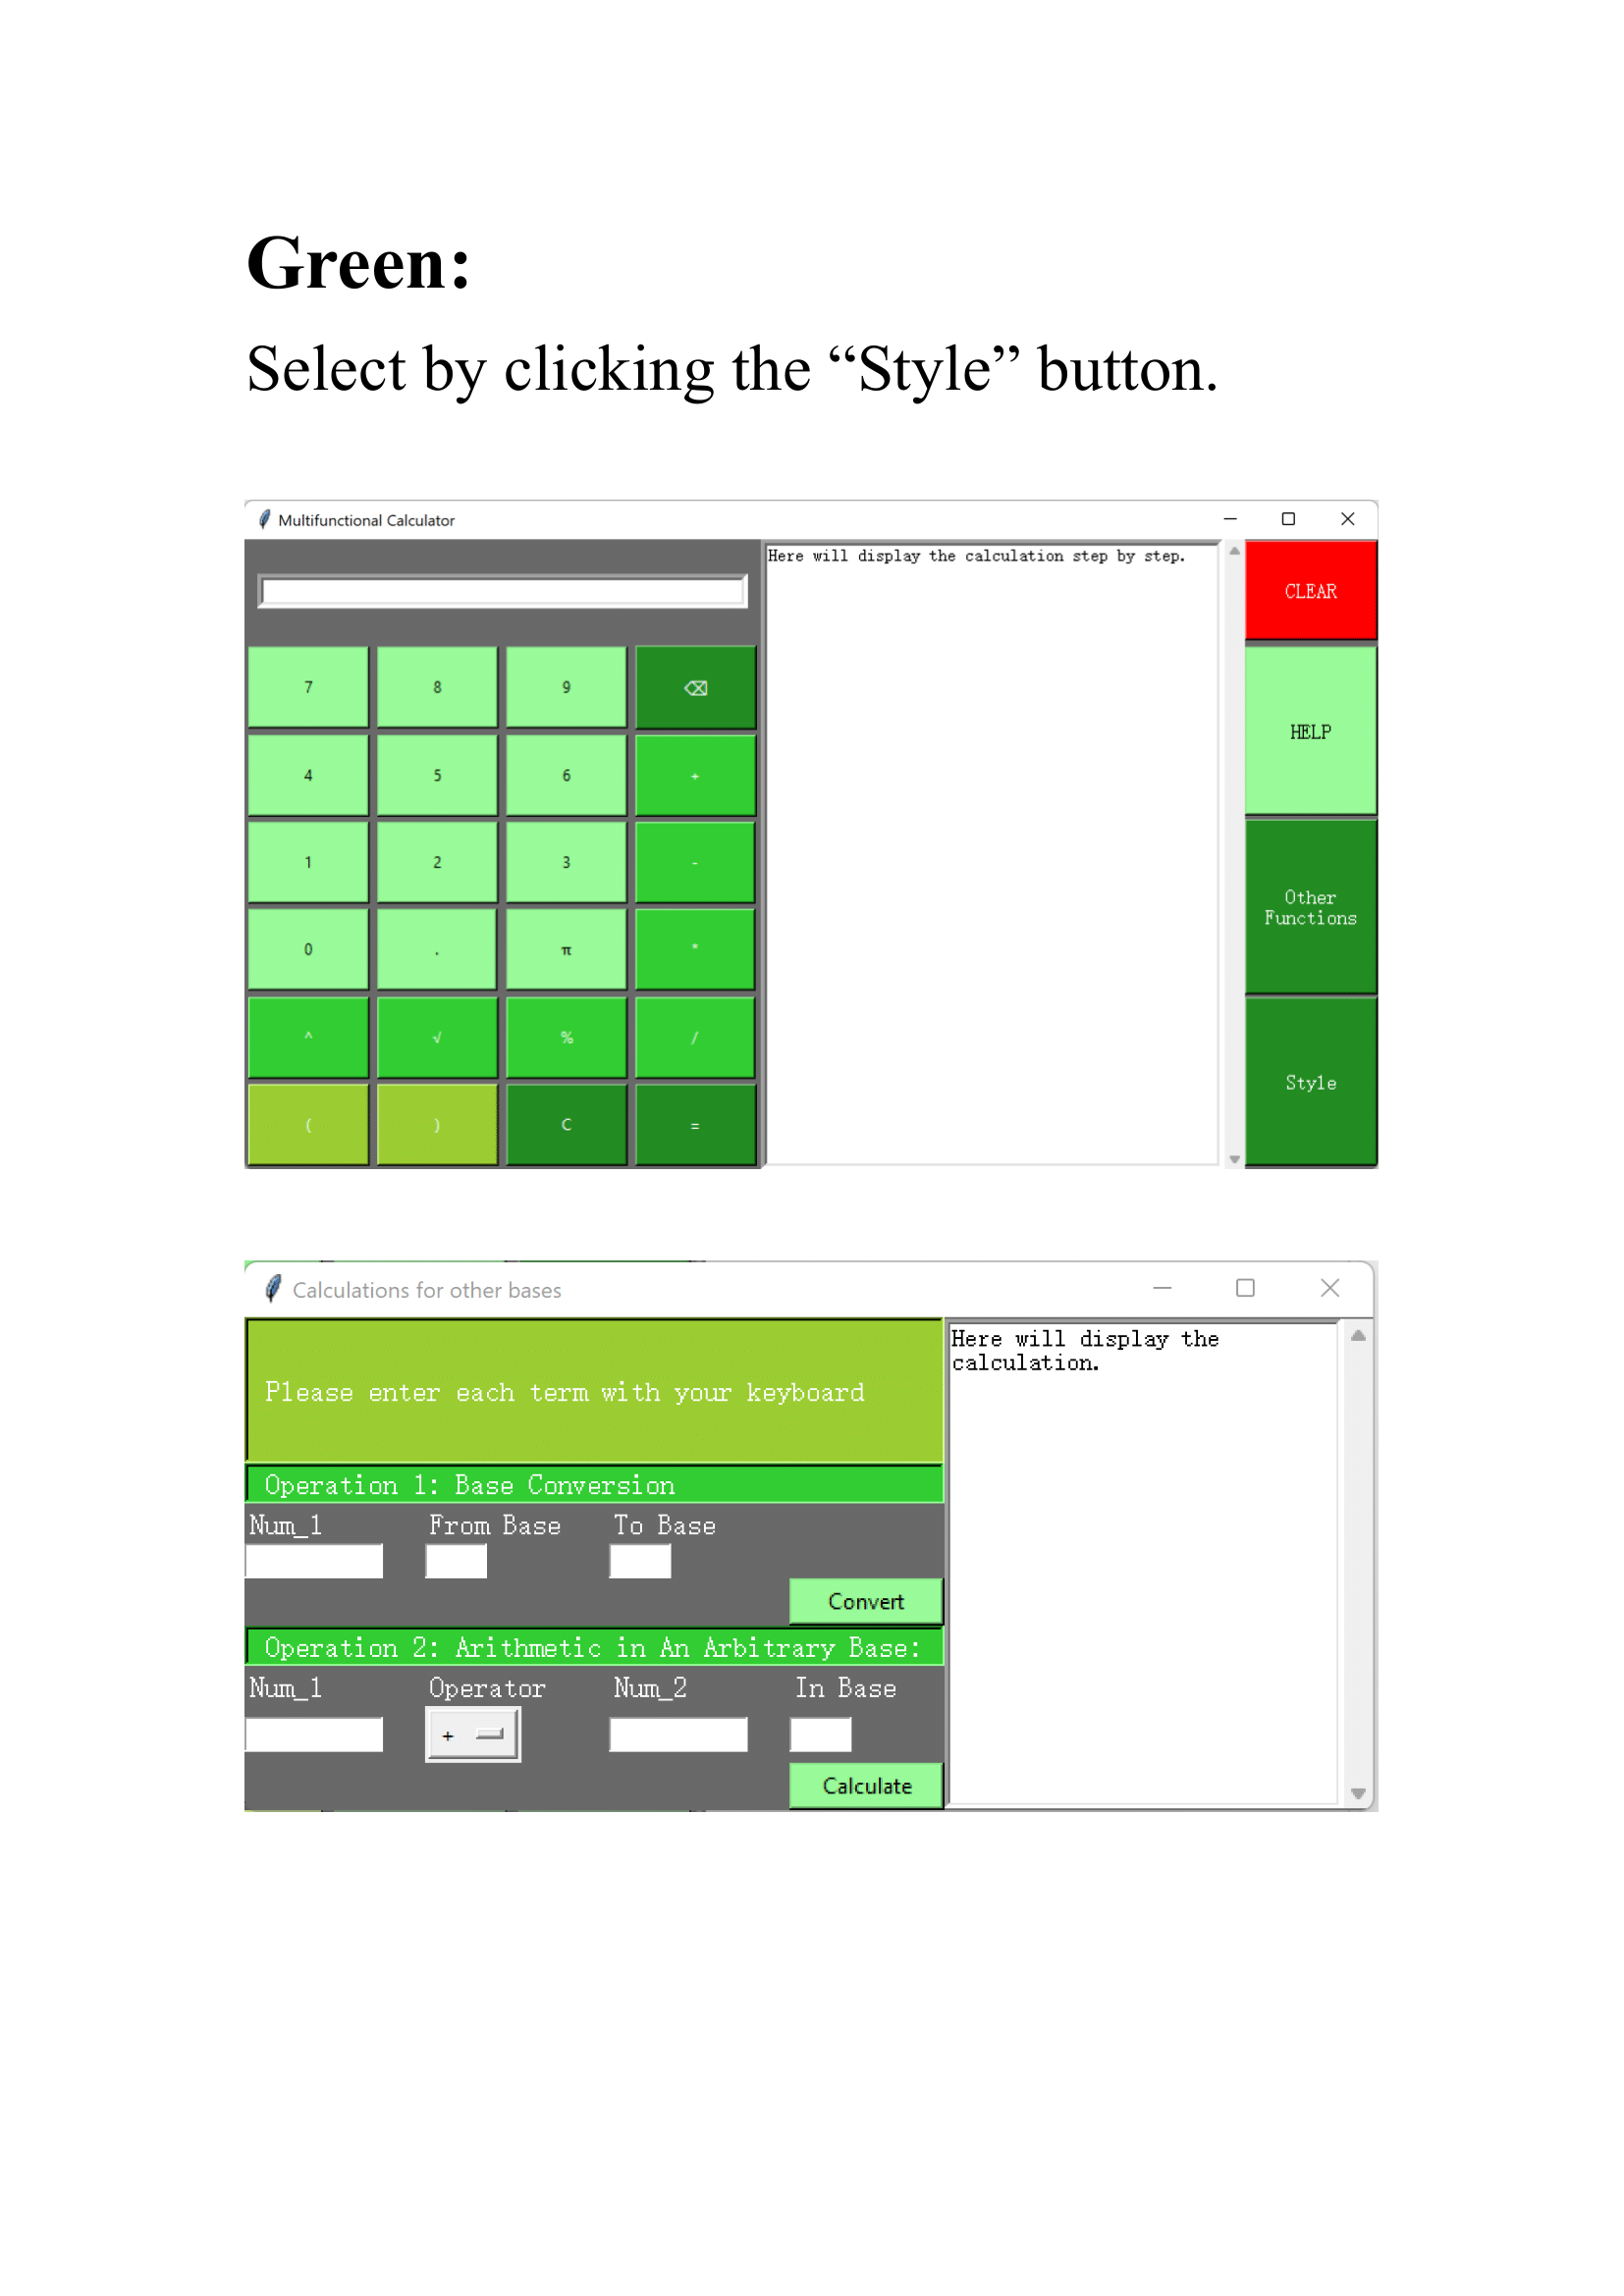 Green:
Select by clicking the “Style” button.
Multifunctional Calculator
Here will display the calculation step by step.
CLEAR
7 8 9 ⌫
HELP
4 5 6 +
1 2 3 -
Other
Functions
0 . π *
^ √ % /
Style
( ) C =
Calculations for other bases
Here will display the
calculation.
Please enter each term with your keyboard
Operation 1: Base Conversion
Num_1 From Base To Base
Convert
Operation 2: Arithmetic in An Arbitrary Base:
Num_1 Operator Num_2 In Base
+
Calculate